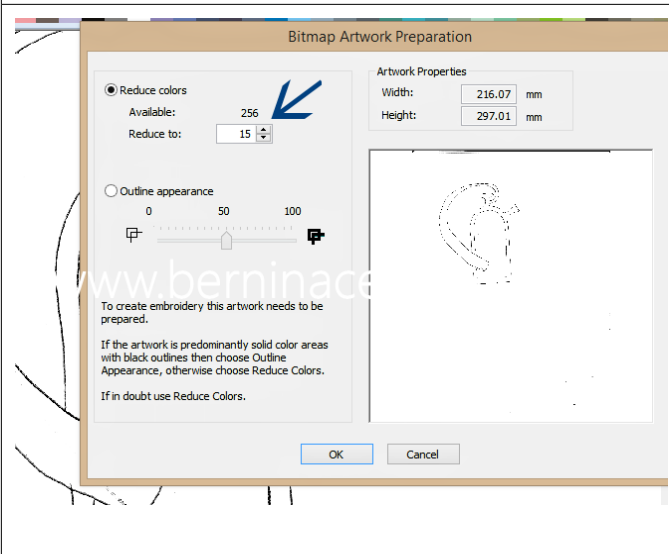 Bitmap Artwork Preparation
Reduce colors
Available: 256
Reduce to: 15
Outline appearance
0 50 100
To create embroidery this artwork needs to be
prepared.
If the artwork is predominantly solid color areas
with black outlines then choose Outline
Appearance, otherwise choose Reduce Colors.
If in doubt use Reduce Colors.
Artwork Properties
Width: 216.07 mm
Height: 297.01 mm
www.berninace
OK Cancel